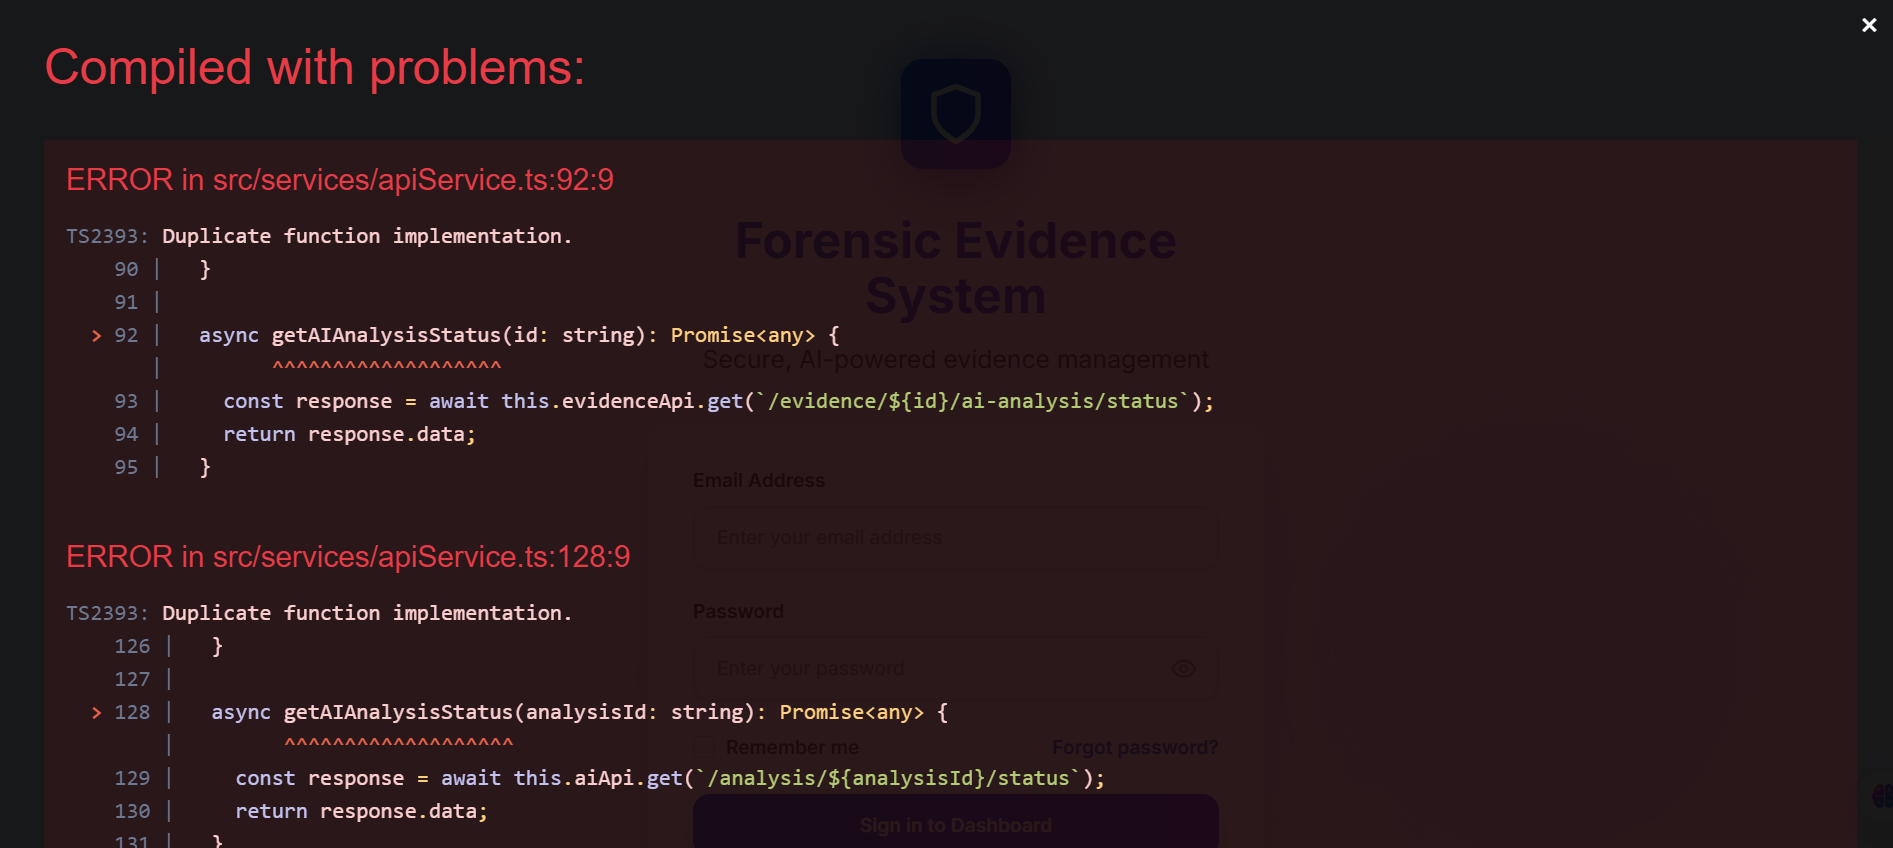 Compiled with problems:
×
ERROR in src/services/apiService.ts:92:9
TS2393: Duplicate function implementation.
90 |   }
91 |
> 92 |   async getAIAnalysisStatus(id: string): Promise<any> {
|         ^^^^^^^^^^^^^^^^^^^
93 |     const response = await this.evidenceApi.get(`/evidence/${id}/ai-analysis/status`);
94 |     return response.data;
95 |   }
ERROR in src/services/apiService.ts:128:9
TS2393: Duplicate function implementation.
126 |   }
127 |
> 128 |   async getAIAnalysisStatus(analysisId: string): Promise<any> {
|         ^^^^^^^^^^^^^^^^^^^
129 |     const response = await this.aiApi.get(`/analysis/${analysisId}/status`);
130 |     return response.data;
131 |   }
Forensic Evidence
System
Secure, AI-powered evidence management
Email Address
Enter your email address
Password
Enter your password
Remember me
Forgot password?
Sign in to Dashboard